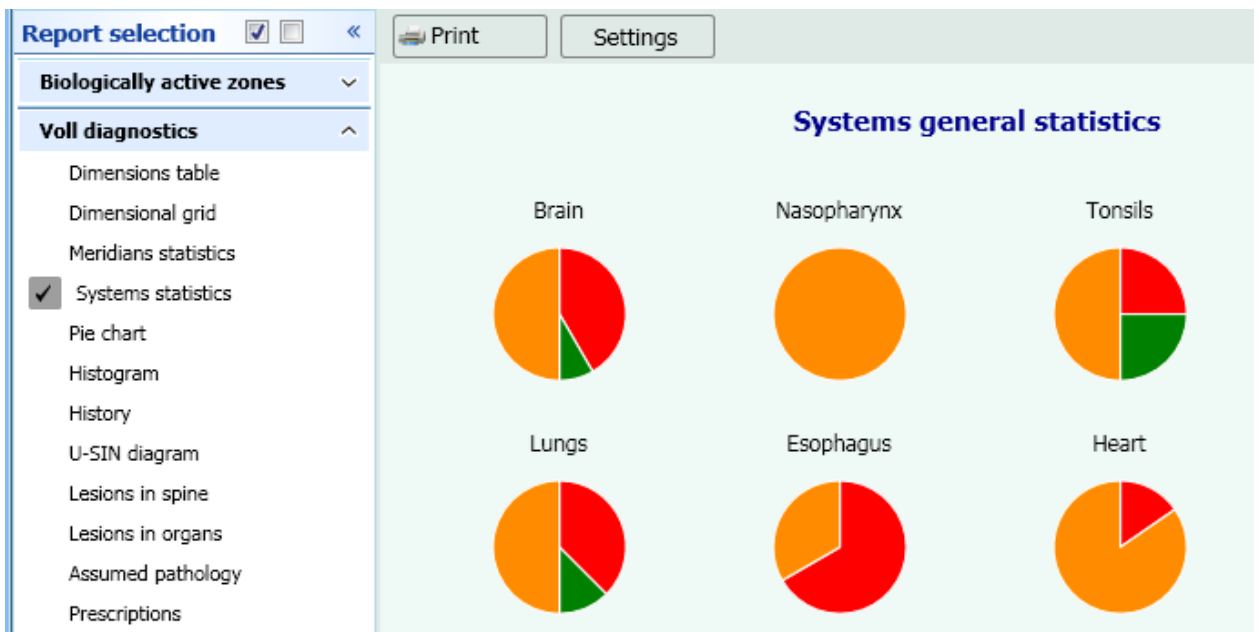 Report selection
Biologically active zones
Voll diagnostics
Dimensions table
Dimensional grid
Meridians statistics
Systems statistics
Pie chart
Histogram
History
U-SIN diagram
Lesions in spine
Lesions in organs
Assumed pathology
Prescriptions
Print Settings
Systems general statistics
Brain Nasopharynx Tonsils
Lungs Esophagus Heart